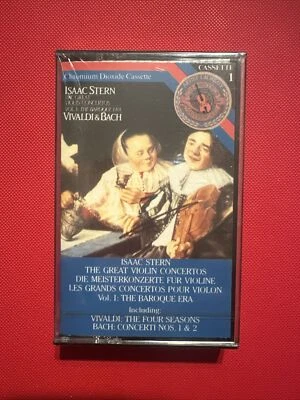 Chromium Dioxide Cassette
CASSETTE
1
ISAAC STERN
THE GREAT
VIOLIN CONCERTOS
VOL. 1: THE BAROQUE ERA
VIVALDI & BACH
ISAAC STERN
THE GREAT VIOLIN CONCERTOS
DIE MEISTERKONZERTE FUR VIOLINE
LES GRANDS CONCERTOS POUR VIOLON
Vol. 1: THE BAROQUE ERA
Including:
VIVALDI: THE FOUR SEASONS
BACH: CONCERTI NOS. 1 & 2